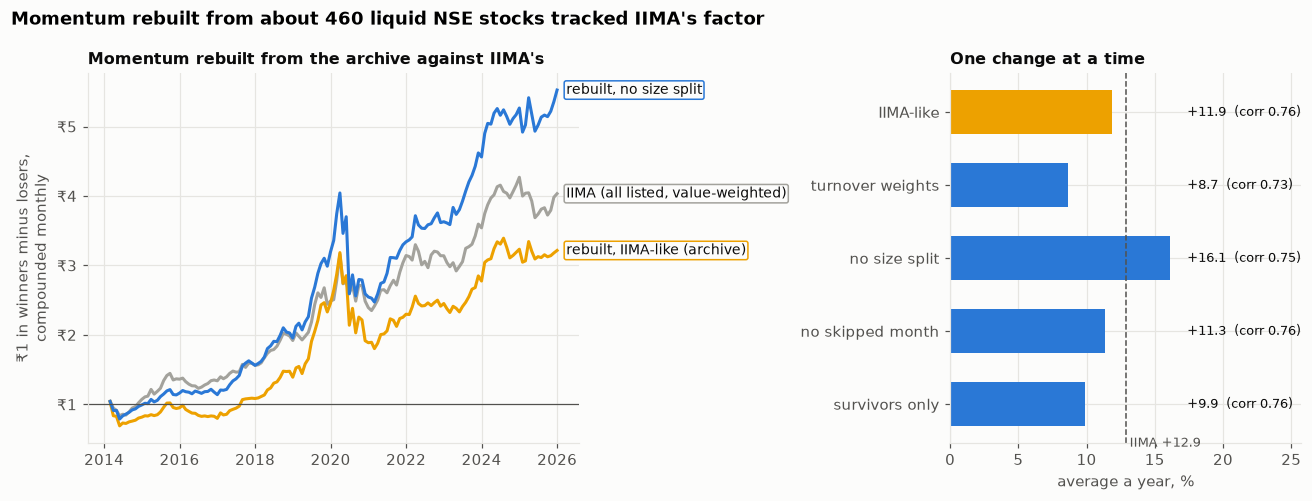 Momentum rebuilt from about 460 liquid NSE stocks tracked IIMA's factor
Momentum rebuilt from the archive against IIMA's
₹1 in winners minus losers,
compounded monthly
₹5
₹4
₹3
₹2
₹1
2014
2016
2018
2020
2022
2024
2026
rebuilt, no size split
IIMA (all listed, value-weighted)
rebuilt, IIMA-like (archive)
One change at a time
IIMA-like
+11.9 (corr 0.76)
turnover weights
+8.7 (corr 0.73)
no size split
+16.1 (corr 0.75)
no skipped month
+11.3 (corr 0.76)
survivors only
+9.9 (corr 0.76)
IIMA +12.9
0
5
10
15
20
25
average a year, %